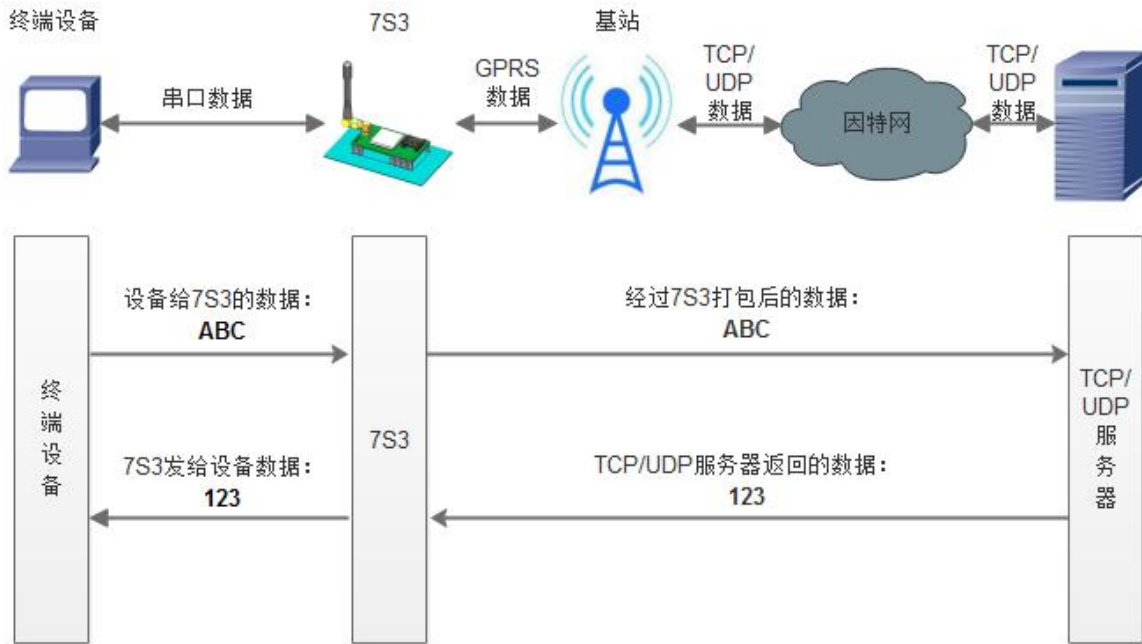 终端设备
7S3
基站
串口数据
GPRS
数据
TCP/
UDP
数据
因特网
TCP/
UDP
数据
设备给7S3的数据：
ABC
经过7S3打包后的数据：
ABC
终
端
设
备
7S3
TCP/
UDP
服
务
器
7S3发给设备数据：
123
TCP/UDP服务器返回的数据：
123